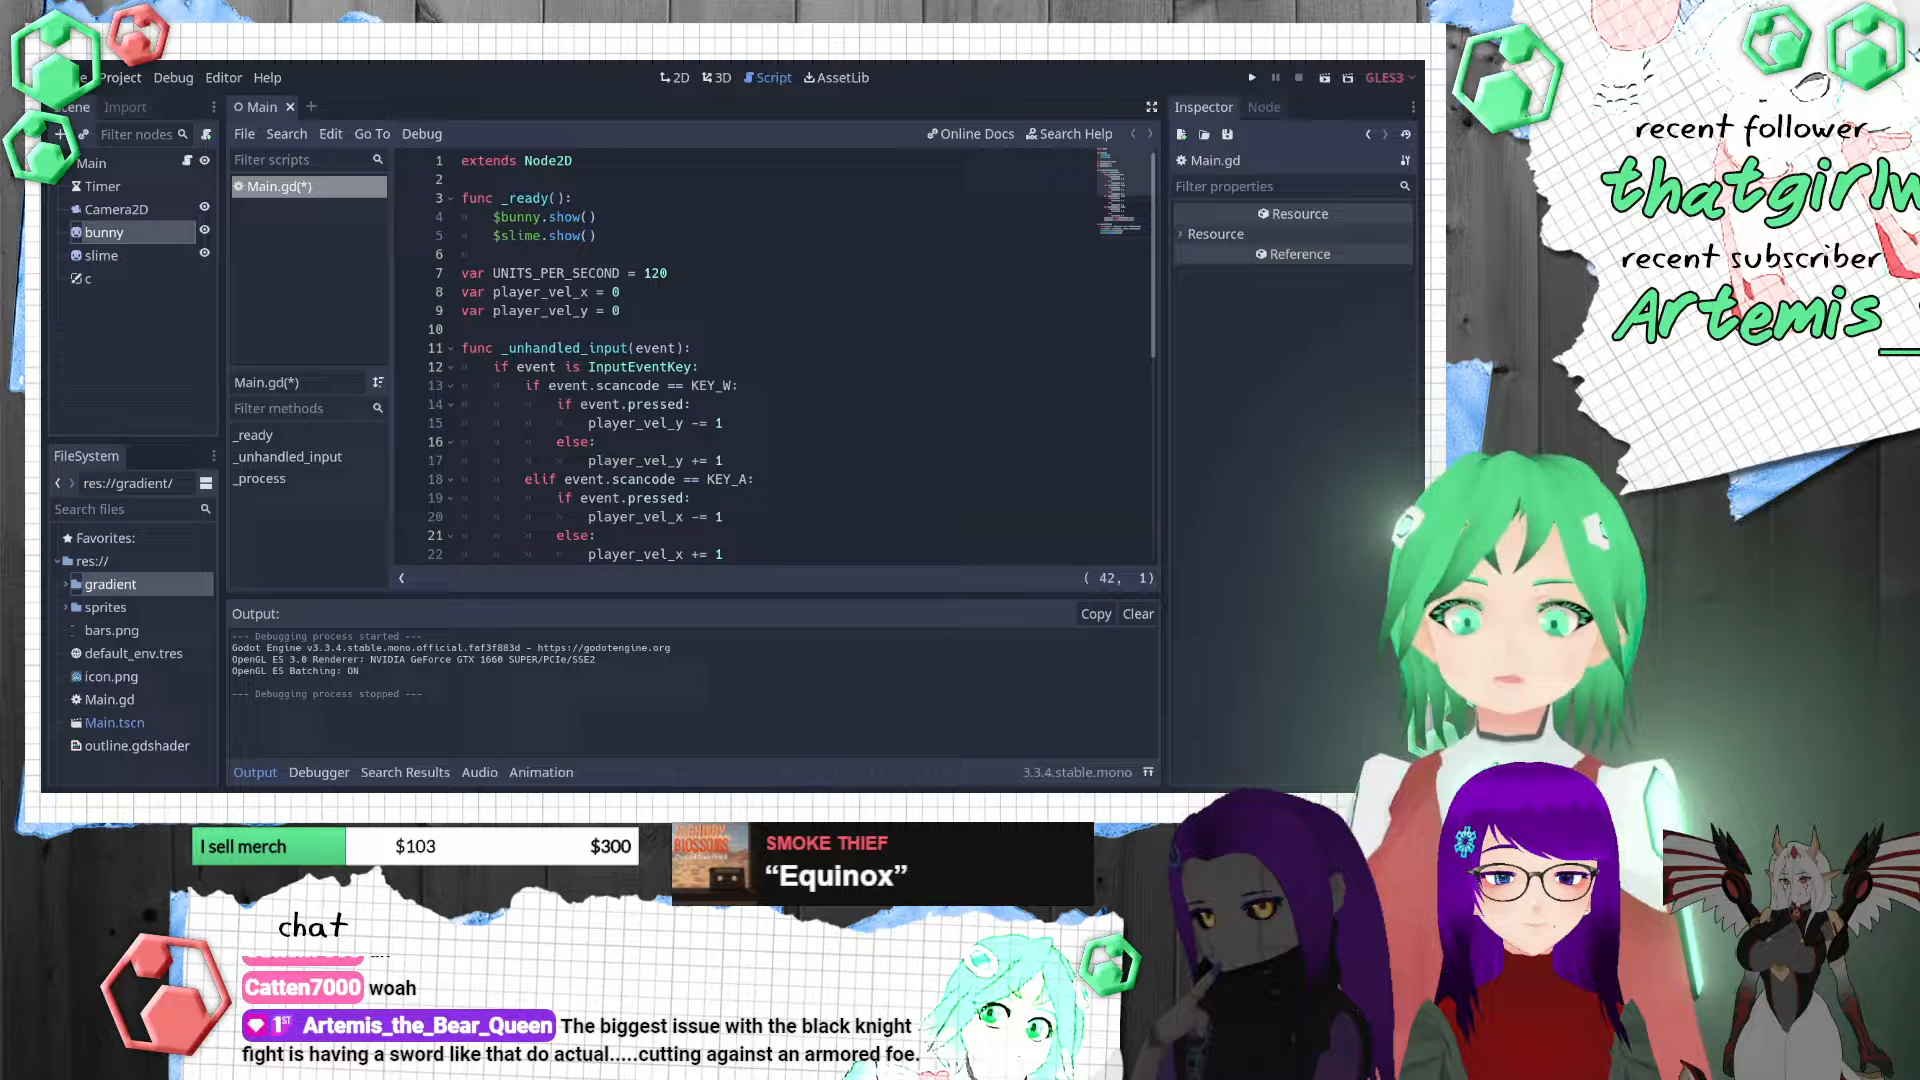 Project Debug Editor Help
2D 3D Script AssetLib
GLES3
Scene Import
Main
Inspector Node
Filter nodes
File Search Edit Go To Debug
Online Docs Search Help
Main
Timer
Camera2D
bunny
slime
c
Filter scripts
Main.gd(*)
Main.gd(*)
Filter methods
_ready
_unhandled_input
_process
1 extends Node2D
2
3 func _ready():
4 $bunny.show()
5 $slime.show()
6
7 var UNITS_PER_SECOND = 120
8 var player_vel_x = 0
9 var player_vel_y = 0
10
11 func _unhandled_input(event):
12 if event is InputEventKey:
13 if event.scancode == KEY_W:
14 if event.pressed:
15 player_vel_y -= 1
16 else:
17 player_vel_y += 1
18 elif event.scancode == KEY_A:
19 if event.pressed:
20 player_vel_x -= 1
21 else:
22 player_vel_x += 1
( 42, 1)
Main.gd
Filter properties
Resource
Resource
Reference
FileSystem
res://gradient/
Search files
Favorites:
res://
gradient
sprites
bars.png
default_env.tres
icon.png
Main.gd
Main.tscn
outline.gdshader
Output:
Copy Clear
--- Debugging process started ---
Godot Engine v3.3.4.stable.mono.official.faf3f883d - https://godotengine.org
OpenGL ES 3.0 Renderer: NVIDIA GeForce GTX 1660 SUPER/PCIe/SSE2
OpenGL ES Batching: ON
--- Debugging process stopped ---
Output Debugger Search Results Audio Animation
3.3.4.stable.mono
recent follower
thatgirlw
recent subscriber
Artemis_
I sell merch $103 $300
SMOKE THIEF
“Equinox”
chat
Catten7000 woah
1ST Artemis_the_Bear_Queen The biggest issue with the black knight
fight is having a sword like that do actual.....cutting against an armored foe.